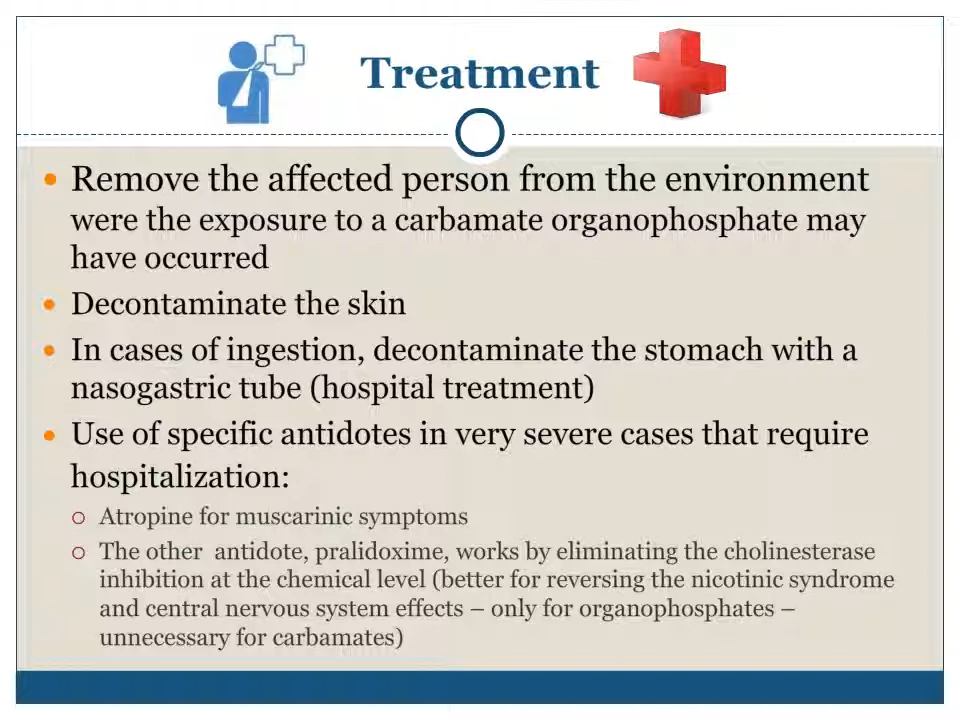 Treatment
• Remove the affected person from the environment
were the exposure to a carbamate organophosphate may
have occurred
• Decontaminate the skin
• In cases of ingestion, decontaminate the stomach with a
nasogastric tube (hospital treatment)
• Use of specific antidotes in very severe cases that require
hospitalization:
○ Atropine for muscarinic symptoms
○ The other antidote, pralidoxime, works by eliminating the cholinesterase
inhibition at the chemical level (better for reversing the nicotinic syndrome
and central nervous system effects – only for organophosphates –
unnecessary for carbamates)